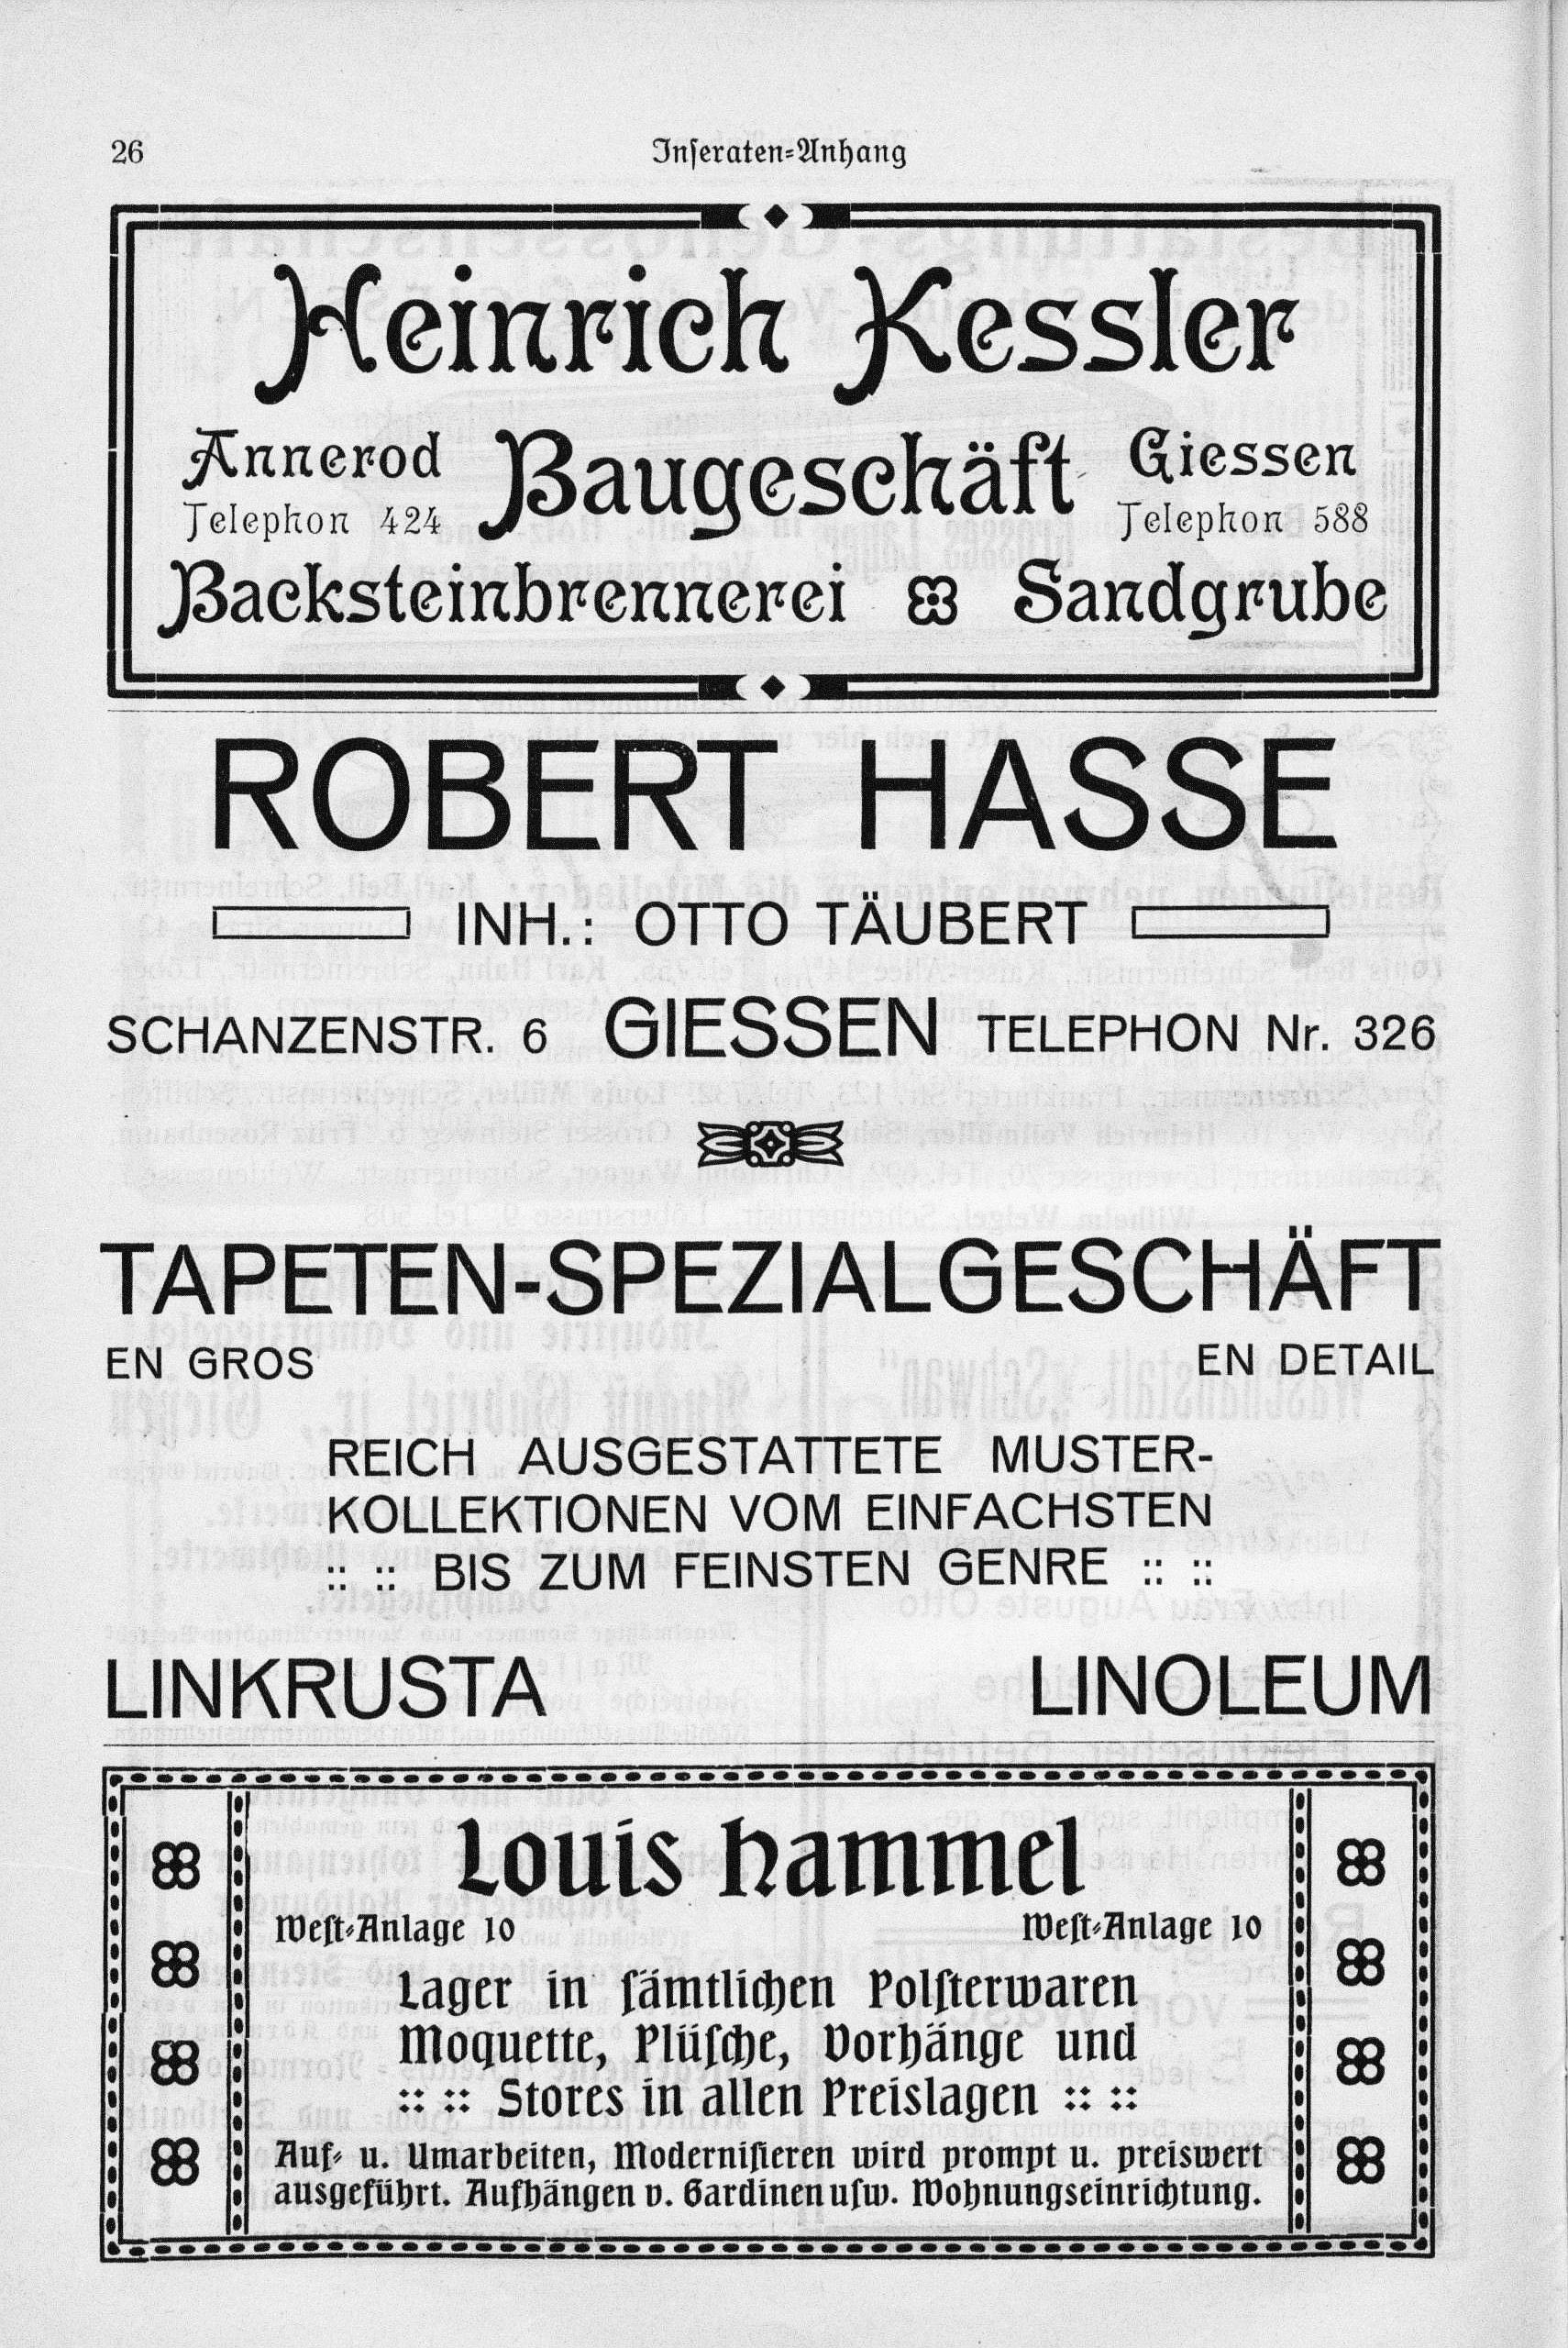 26
Inseraten-Anhang
Heinrich Kessler
Annerod Baugeschäft Giessen
Telephon 424 Telephon 588
Backsteinbrennerei Sandgrube
ROBERT HASSE
INH.: OTTO TÄUBERT
SCHANZENSTR. 6 GIESSEN TELEPHON Nr. 326
TAPETEN-SPEZIALGESCHÄFT
EN GROS EN DETAIL
REICH AUSGESTATTETE MUSTER-
KOLLEKTIONEN VOM EINFACHSTEN
:: :: BIS ZUM FEINSTEN GENRE :: ::
LINKRUSTA LINOLEUM
Louis Hammel
West-Anlage 10 West-Anlage 10
Lager in sämtlichen Polsterwaren
Moquette, Plüsche, Vorhänge und
:: :: Stores in allen Preislagen :: ::
Auf- u. Umarbeiten, Modernisieren wird prompt u. preiswert
ausgeführt. Aufhängen v. Gardinen usw. Wohnungseinrichtung.